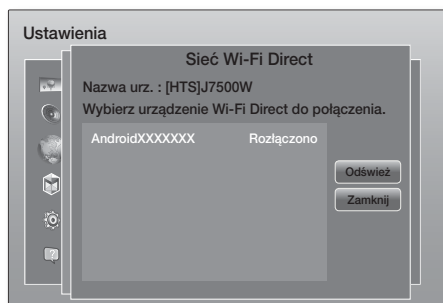 Ustawienia
Sieć Wi-Fi Direct
Nazwa urz. : [HTS]J7500W
Wybierz urządzenie Wi-Fi Direct do połączenia.
AndroidXXXXXXX Rozłączono
Odśwież
Zamknij
?